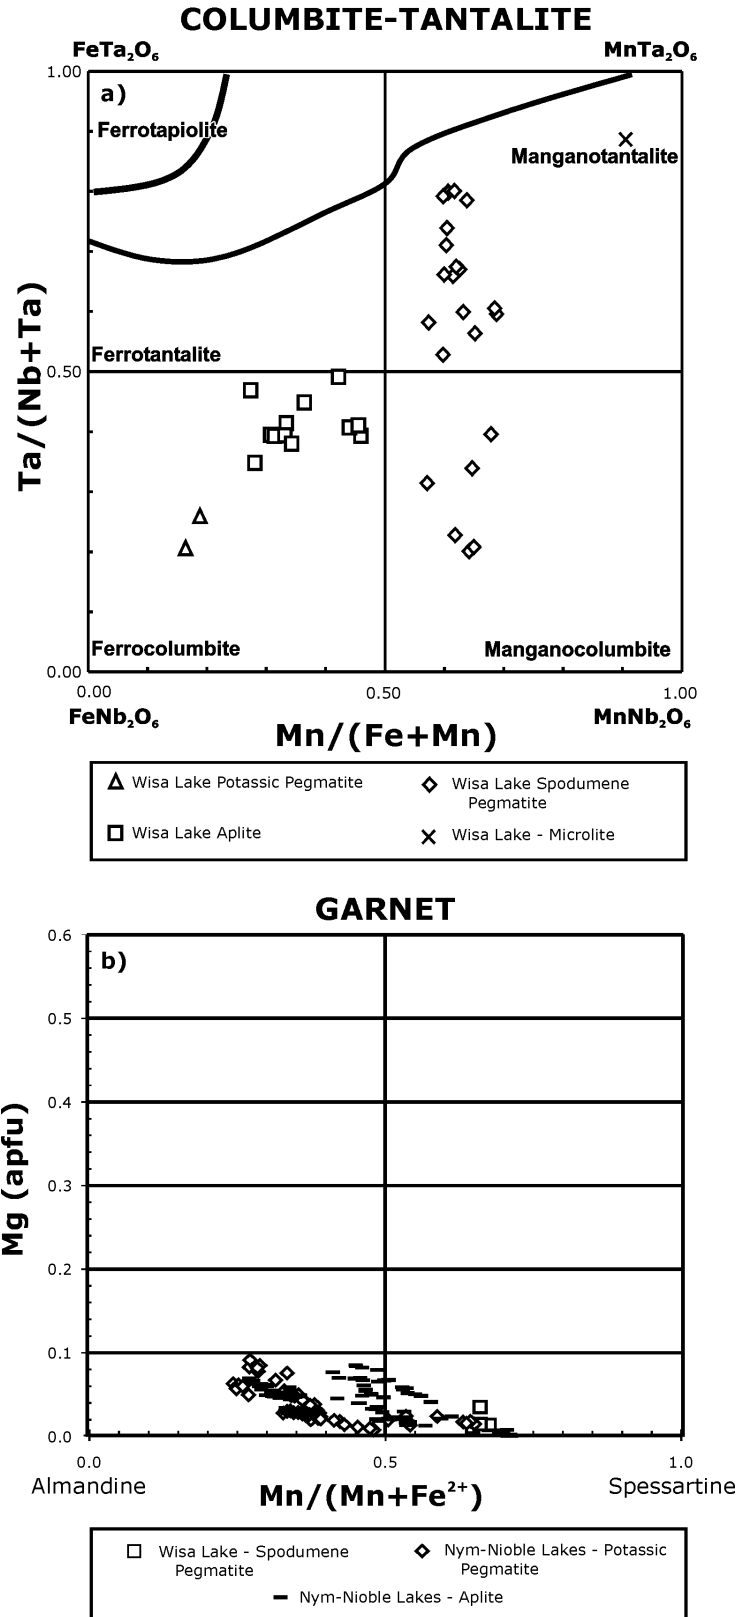 COLUMBITE-TANTALITE
FeTa₂O₆ MnTa₂O₆
1.00
a)
Ferrotapiolite
Manganotantalite
Ta/(Nb+Ta)
Ferrotantalite
0.50
Ferrocolumbite Manganocolumbite
0.00
0.00 0.50 1.00
FeNb₂O₆ MnNb₂O₆
Mn/(Fe+Mn)
Wisa Lake Potassic Pegmatite
Wisa Lake Spodumene
Pegmatite
Wisa Lake Aplite
Wisa Lake - Microlite
GARNET
0.6
b)
0.5
0.4
0.3
Mg (apfu)
0.2
0.1
0.0
0.0 0.5 1.0
Almandine Spessartine
Mn/(Mn+Fe²⁺)
Wisa Lake - Spodumene
Pegmatite
Nym-Nioble Lakes - Potassic
Pegmatite
Nym-Nioble Lakes - Aplite